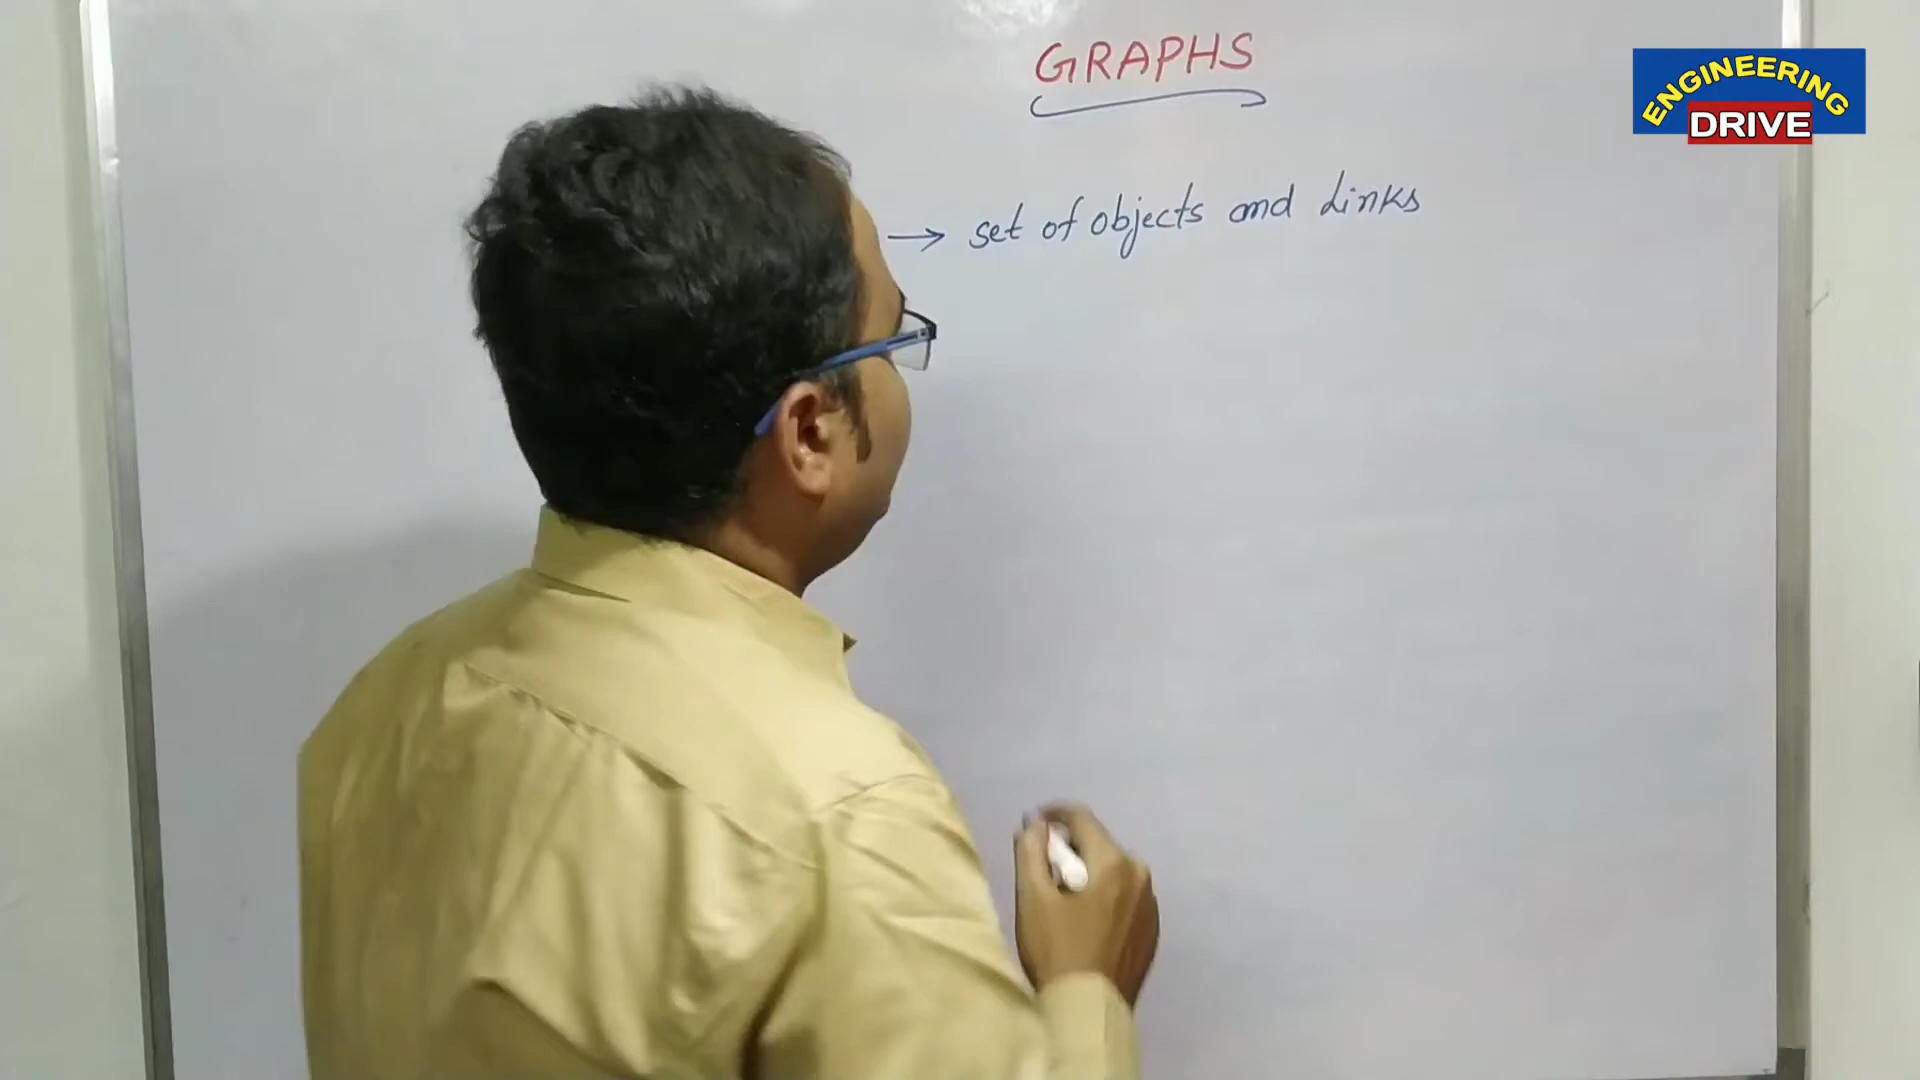 GRAPHS
ENGINEERING
DRIVE
→ set of objects and Links